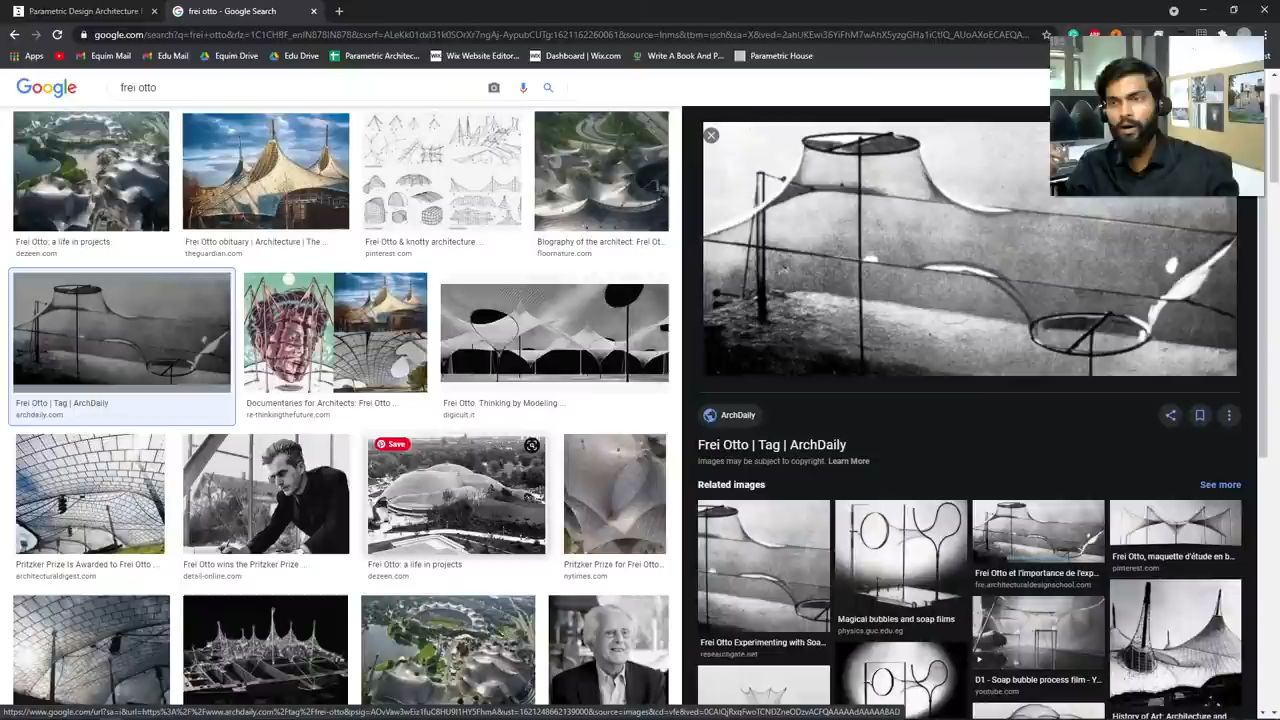 Parametric Design Architecture
frei otto - Google Search
Apps
Equim Mail
Edu Mail
Equim Drive
Edu Drive
Parametric Architec...
Wix Website Editor...
Dashboard | Wix.com
Write A Book And P...
Parametric House
Google
frei otto
Frei Otto: a life in projects
dezeen.com
Frei Otto obituary | Architecture | The ...
theguardian.com
Frei Otto & knotty architecture ...
pinterest.com
Biography of the architect: Frei Ot...
floornature.com
Frei Otto | Tag | ArchDaily
archdaily.com
Documentaries for Architects: Frei Otto ...
re-thinkingthefuture.com
Frei Otto. Thinking by Modeling ...
digicult.it
Save
Pritzker Prize Is Awarded to Frei Otto ...
architecturaldigest.com
Frei Otto wins the Pritzker Prize ...
detail-online.com
Frei Otto: a life in projects
dezeen.com
Pritzker Prize for Frei Otto...
nytimes.com
ArchDaily
Frei Otto | Tag | ArchDaily
Images may be subject to copyright. Learn More
Related images
See more
Frei Otto Experimenting with Soa...
researchgate.net
Magical bubbles and soap films
physics.guc.edu.eg
Frei Otto et l'importance de l'exp...
fre.architecturaldesignschool.com
Frei Otto, maquette d'étude en b...
pinterest.com
D1 - Soap bubble process film - Y...
youtube.com
History of Art: Architecture and